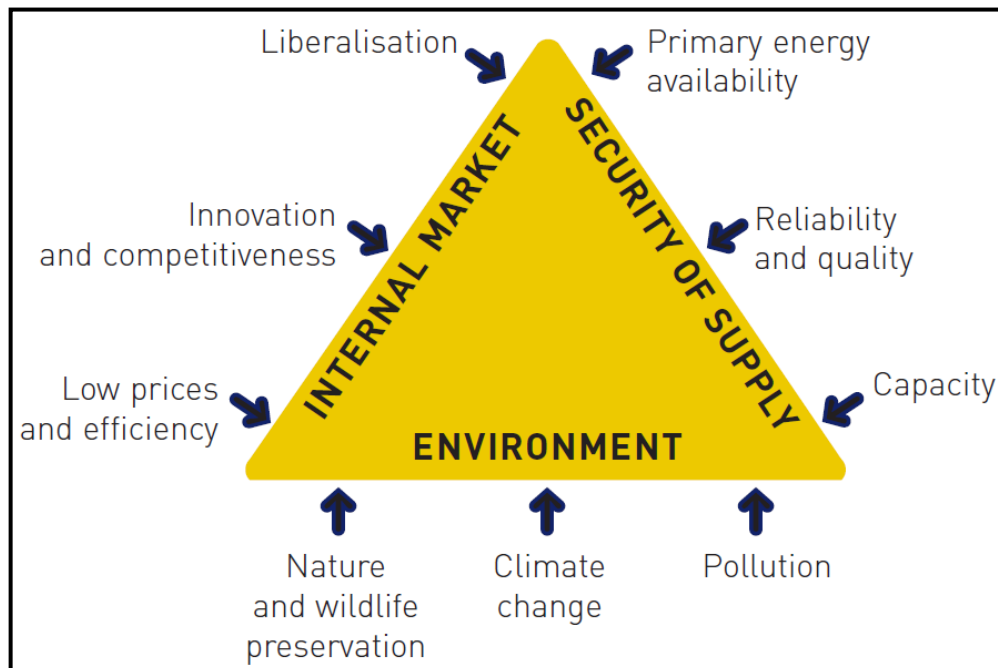 Liberalisation
Primary energy
availability
INTERNAL MARKET
SECURITY OF SUPPLY
Innovation
and competitiveness
Reliability
and quality
Low prices
and efficiency
Capacity
ENVIRONMENT
Nature
and wildlife
preservation
Climate
change
Pollution